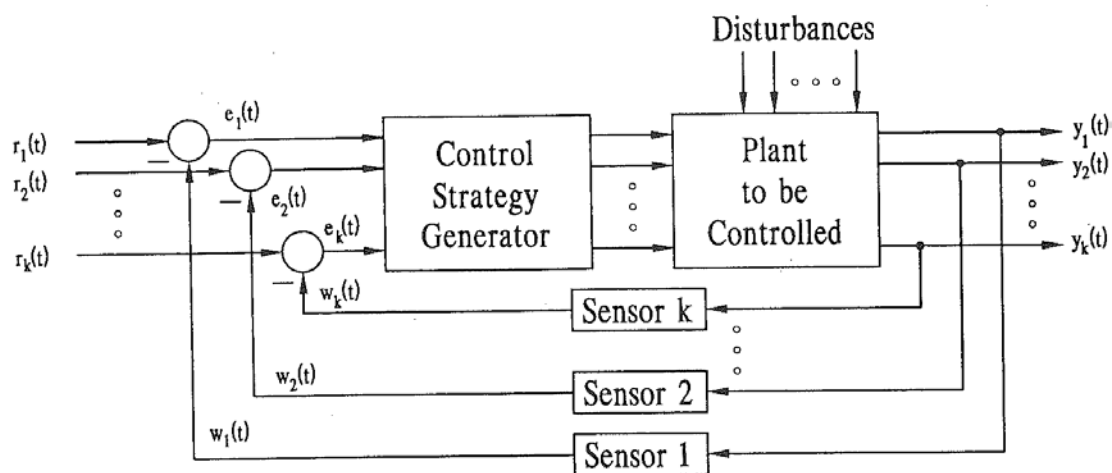 Disturbances
r₁(t)
e₁(t)
r₂(t)
e₂(t)
rₖ(t)
eₖ(t)
Control
Strategy
Generator
Plant
to be
Controlled
y₁(t)
y₂(t)
yₖ(t)
wₖ(t)
Sensor k
w₂(t)
Sensor 2
w₁(t)
Sensor 1